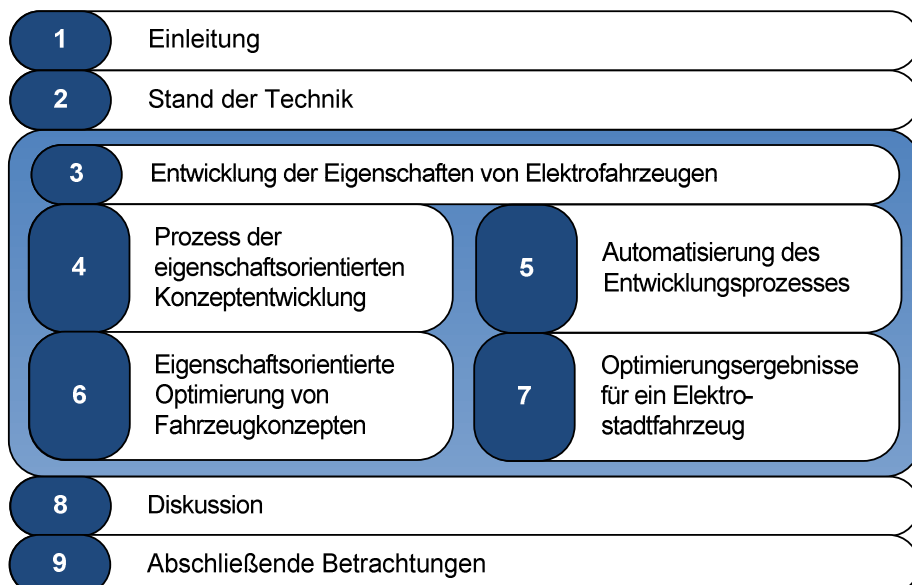 1 Einleitung
2 Stand der Technik
3 Entwicklung der Eigenschaften von Elektrofahrzeugen
4 Prozess der
eigenschaftsorientierten
Konzeptentwicklung
5 Automatisierung des
Entwicklungsprozesses
6 Eigenschaftsorientierte
Optimierung von
Fahrzeugkonzepten
7 Optimierungsergebnisse
für ein Elektro-
stadtfahrzeug
8 Diskussion
9 Abschließende Betrachtungen